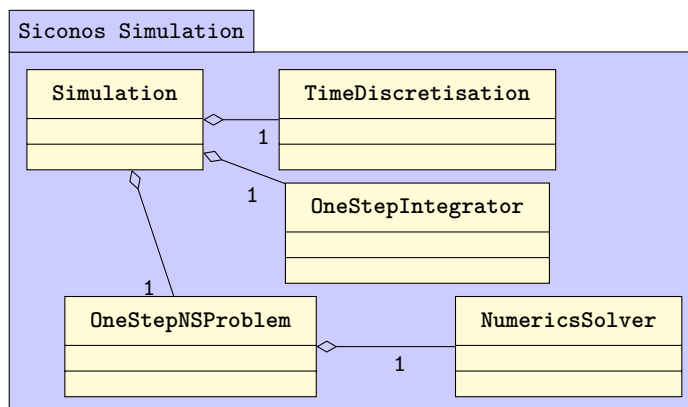 Siconos Simulation
Simulation
TimeDiscretisation
1
1
OneStepIntegrator
1
OneStepNSProblem
NumericsSolver
1